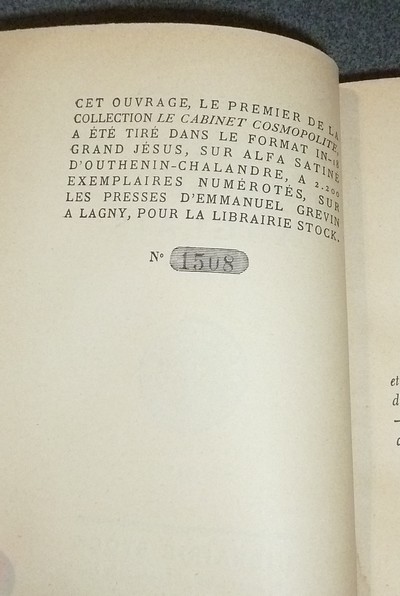 CET OUVRAGE, LE PREMIER DE LA
COLLECTION LE CABINET COSMOPOLITE,
A ÉTÉ TIRÉ DANS LE FORMAT IN-18
GRAND JÉSUS, SUR ALFA SATINÉ
D'OUTHENIN-CHALANDRE, A 2.200
EXEMPLAIRES NUMÉROTÉS, SUR
LES PRESSES D'EMMANUEL GREVIN
A LAGNY, POUR LA LIBRAIRIE STOCK.
N° 1508
et
d